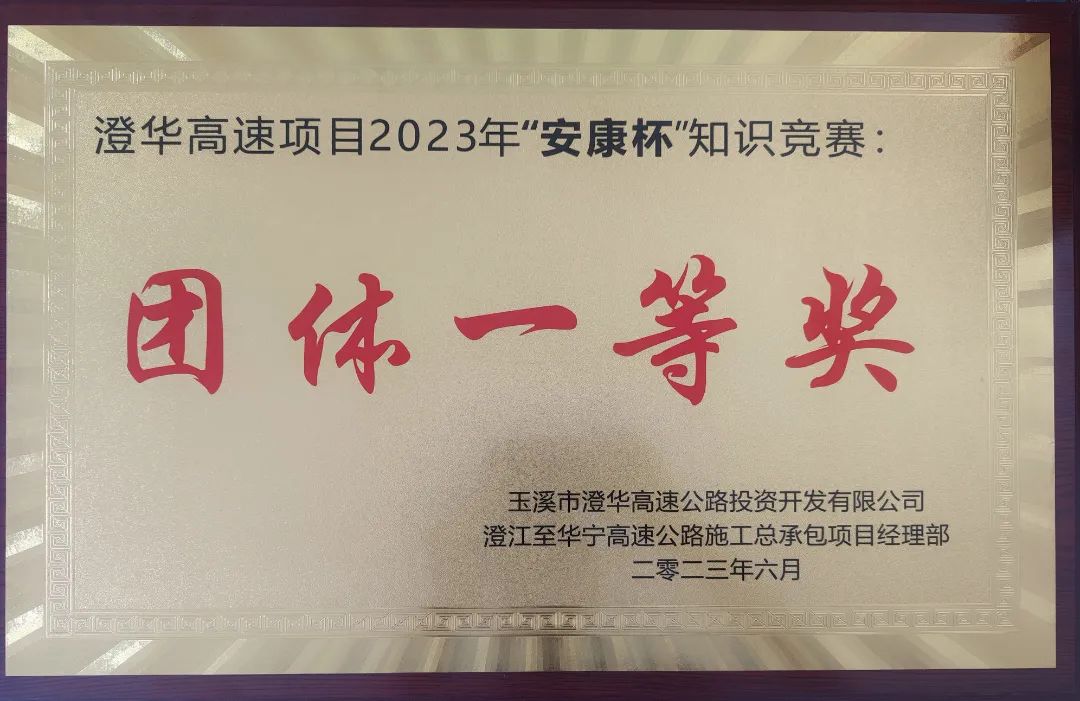 澄华高速项目2023年“安康杯”知识竞赛：
团体一等奖
玉溪市澄华高速公路投资开发有限公司
澄江至华宁高速公路施工总承包项目经理部
二零二三年六月